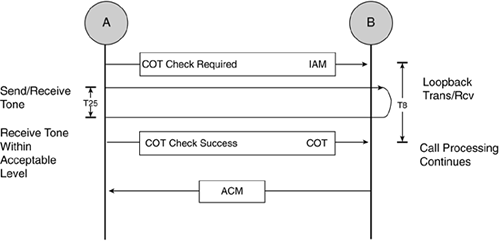 A
B
COT Check Required IAM
Send/Receive
Tone
T25
Loopback
Trans/Rcv
T8
Receive Tone
Within
Acceptable
Level
COT Check Success COT
Call Processing
Continues
ACM